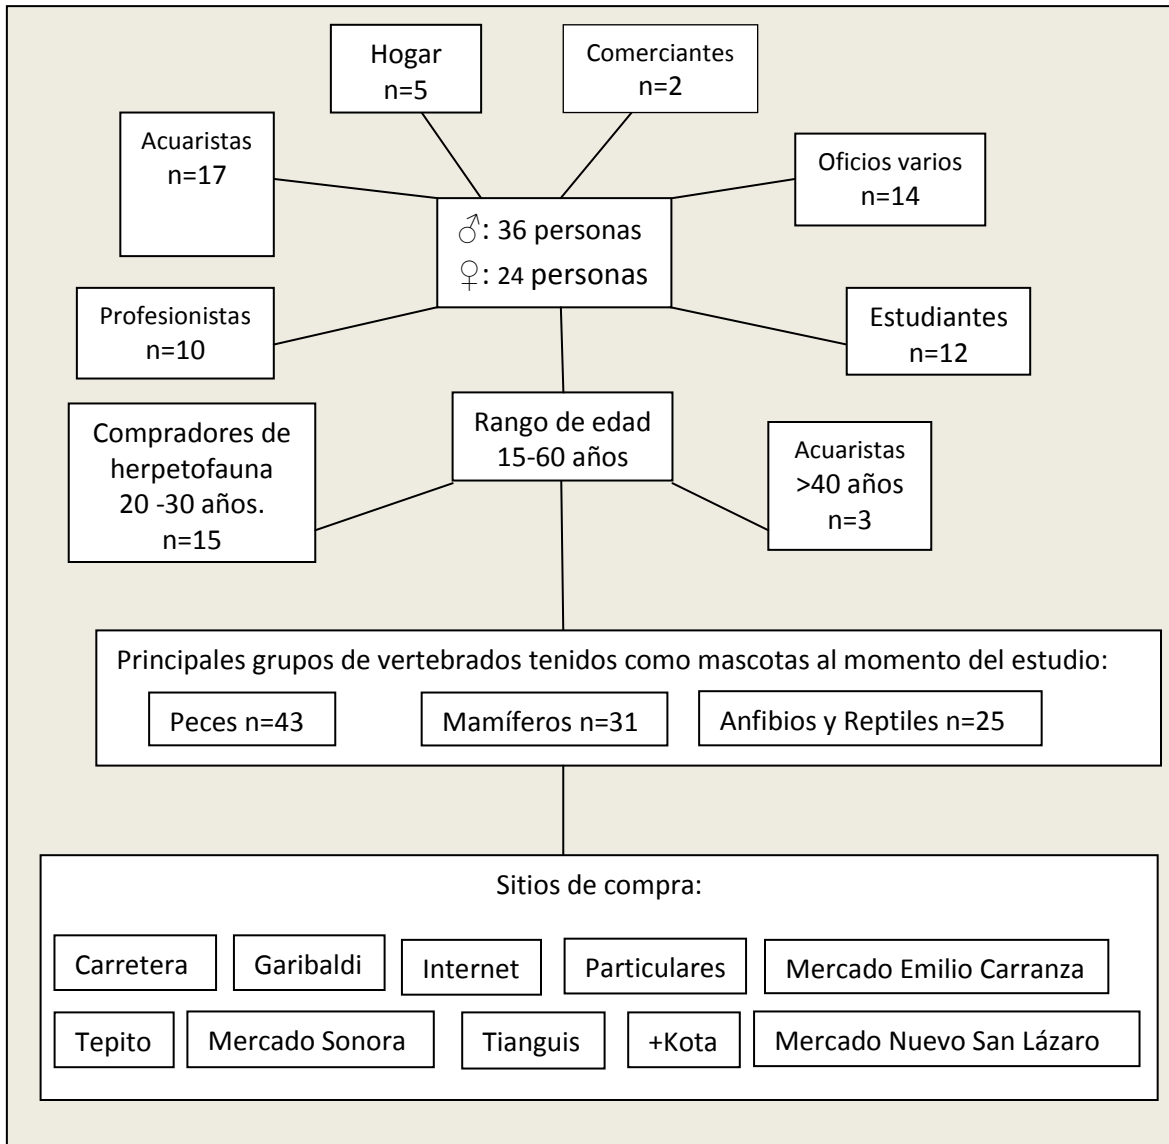 Hogar
n=5
Comerciantes
n=2
Acuaristas
n=17
Oficios varios
n=14
♂: 36 personas
♀: 24 personas
Profesionistas
n=10
Estudiantes
n=12
Compradores de
herpetofauna
20 -30 años.
n=15
Rango de edad
15-60 años
Acuaristas
>40 años
n=3
Principales grupos de vertebrados tenidos como mascotas al momento del estudio:
Peces n=43
Mamíferos n=31
Anfibios y Reptiles n=25
Sitios de compra:
Carretera
Garibaldi
Internet
Particulares
Mercado Emilio Carranza
Tepito
Mercado Sonora
Tianguis
+Kota
Mercado Nuevo San Lázaro